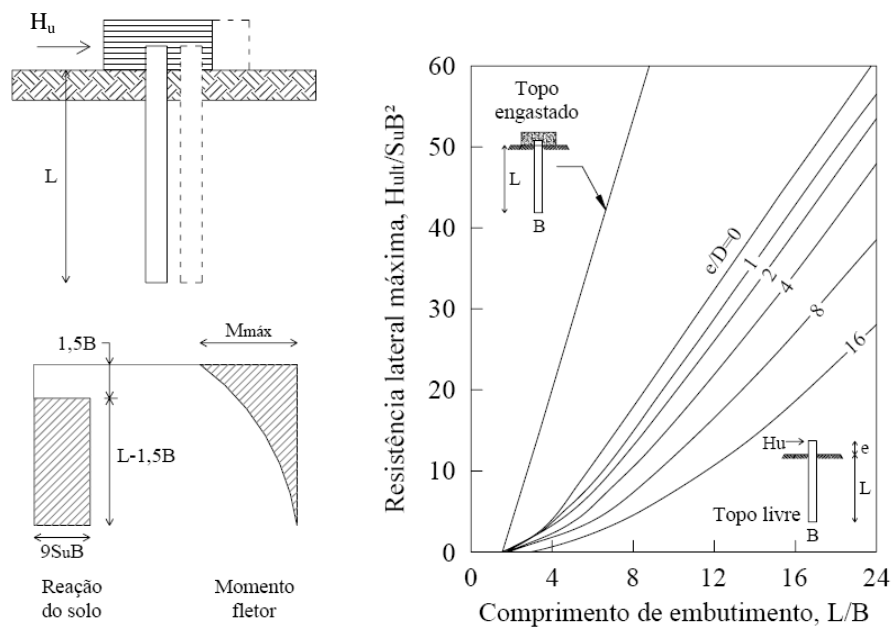 Hu
L
1,5B
Mmáx
L-1,5B
9SuB
Reação
do solo
Momento
fletor
Resistência lateral máxima, Hult/SuB²
60
50
40
30
20
10
0
0
4
8
12
16
24
Comprimento de embutimento, L/B
Topo
engastado
L
B
e/D=0
1
2
4
8
16
Hu
e
L
Topo livre
B